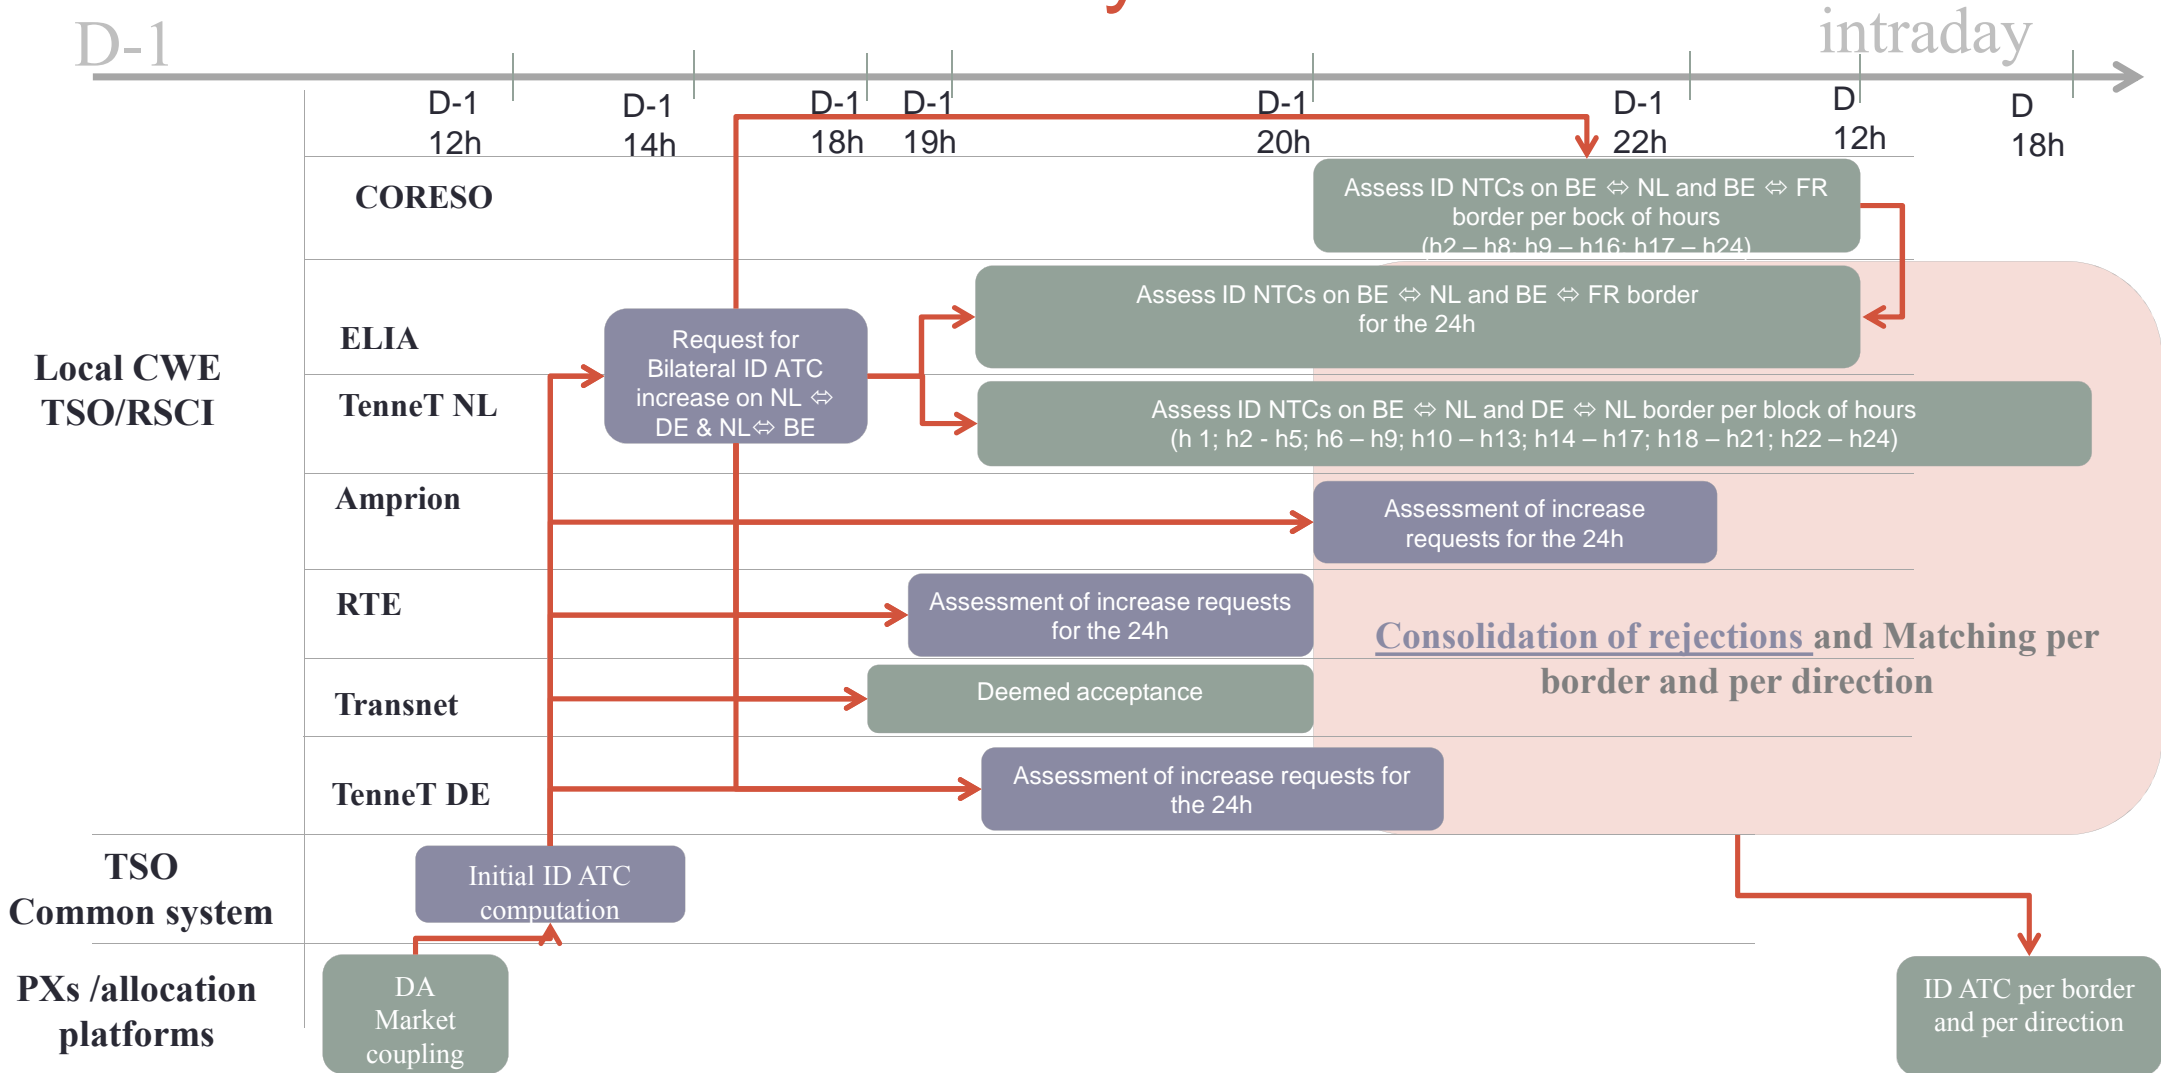 D-1
intraday
D-1
12h
D-1
14h
D-1
18h
D-1
19h
D-1
20h
D-1
22h
D
12h
D
18h
CORESO
Assess ID NTCs on BE ⇔ NL and BE ⇔ FR
border per bock of hours
(h2 – h8; h9 – h16; h17 – h24)
Local CWE
TSO/RSCI
ELIA
Request for
Bilateral ID ATC
increase on NL ⇔
DE & NL⇔ BE
Assess ID NTCs on BE ⇔ NL and BE ⇔ FR border
for the 24h
TenneT NL
Assess ID NTCs on BE ⇔ NL and DE ⇔ NL border per block of hours
(h 1; h2 - h5; h6 – h9; h10 – h13; h14 – h17; h18 – h21; h22 – h24)
Amprion
Assessment of increase
requests for the 24h
RTE
Assessment of increase requests
for the 24h
Consolidation of rejections and Matching per
border and per direction
Transnet
Deemed acceptance
TenneT DE
Assessment of increase requests for
the 24h
TSO
Common system
Initial ID ATC
computation
PXs /allocation
platforms
DA
Market
coupling
ID ATC per border
and per direction